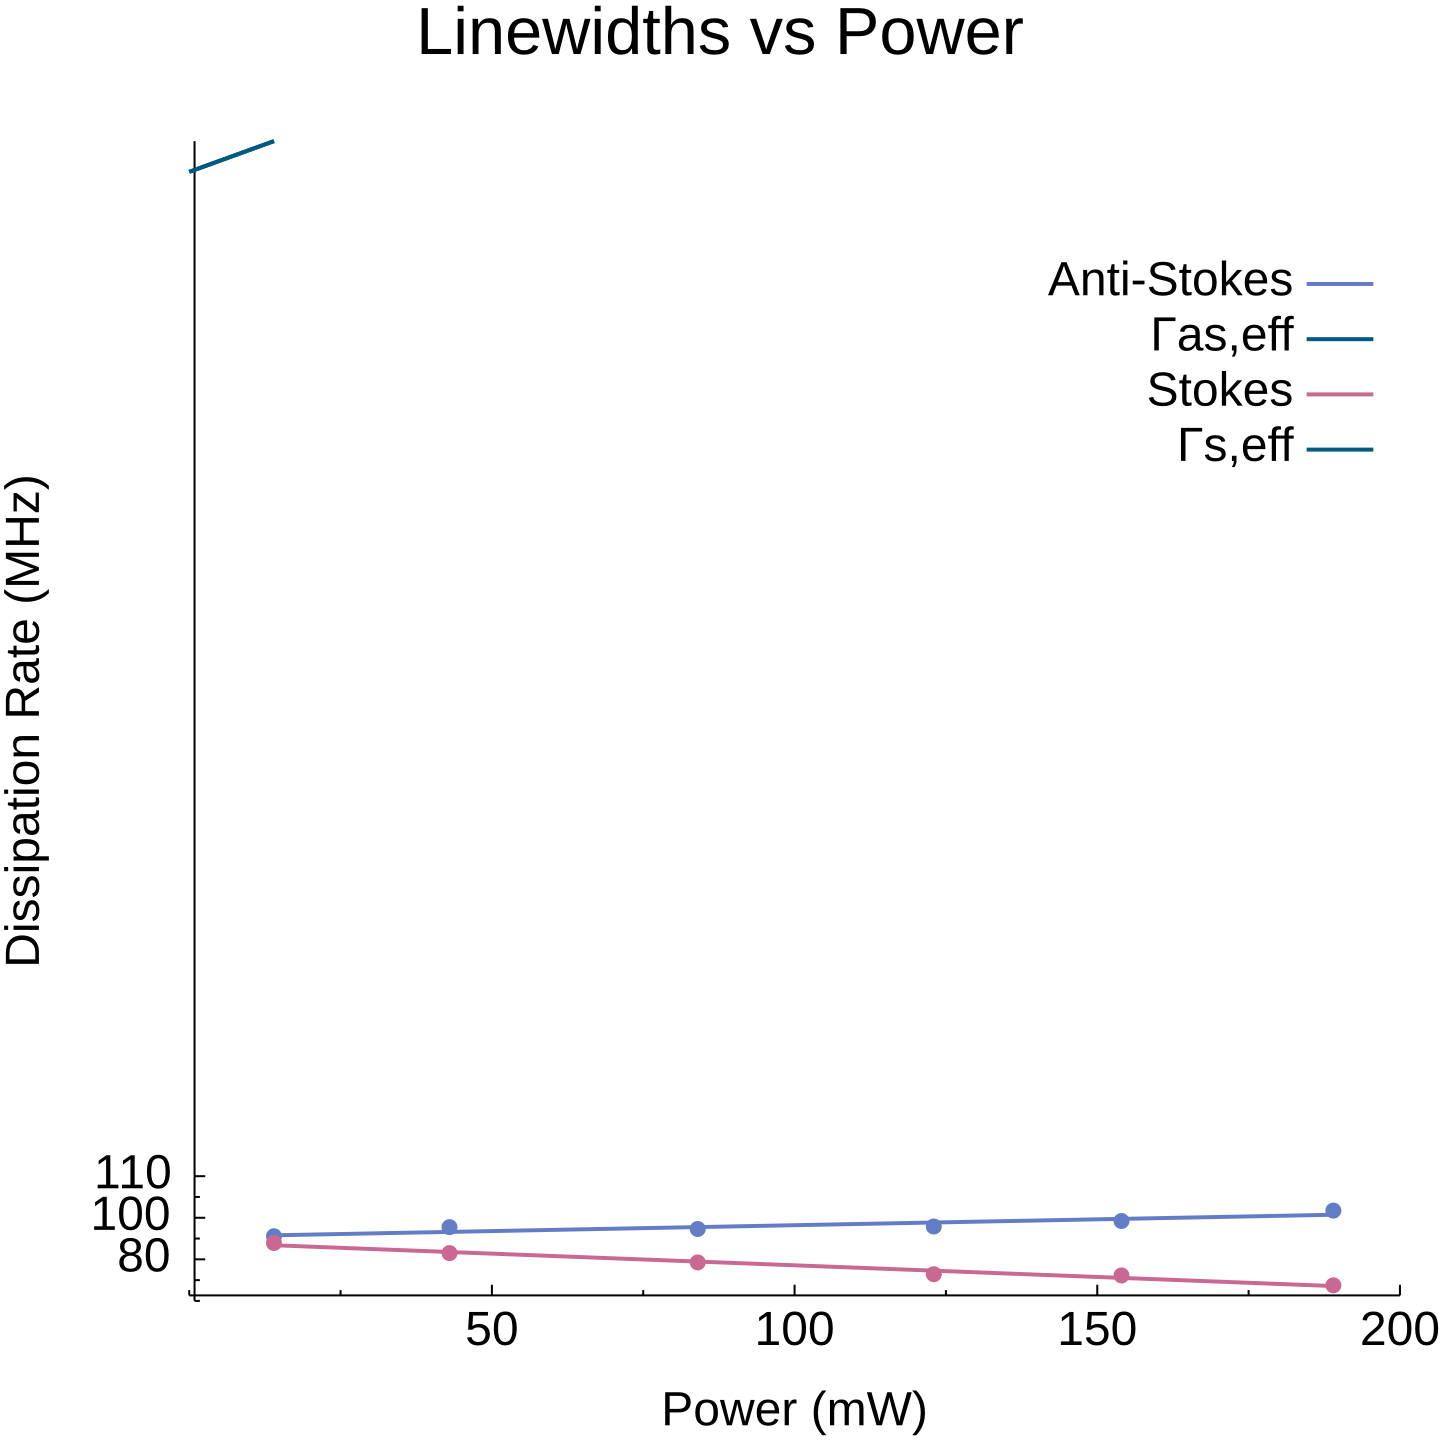 Linewidths vs Power
Anti-Stokes
Γas,eff
Stokes
Γs,eff
Dissipation Rate (MHz)
110
100
80
50 100 150 200
Power (mW)